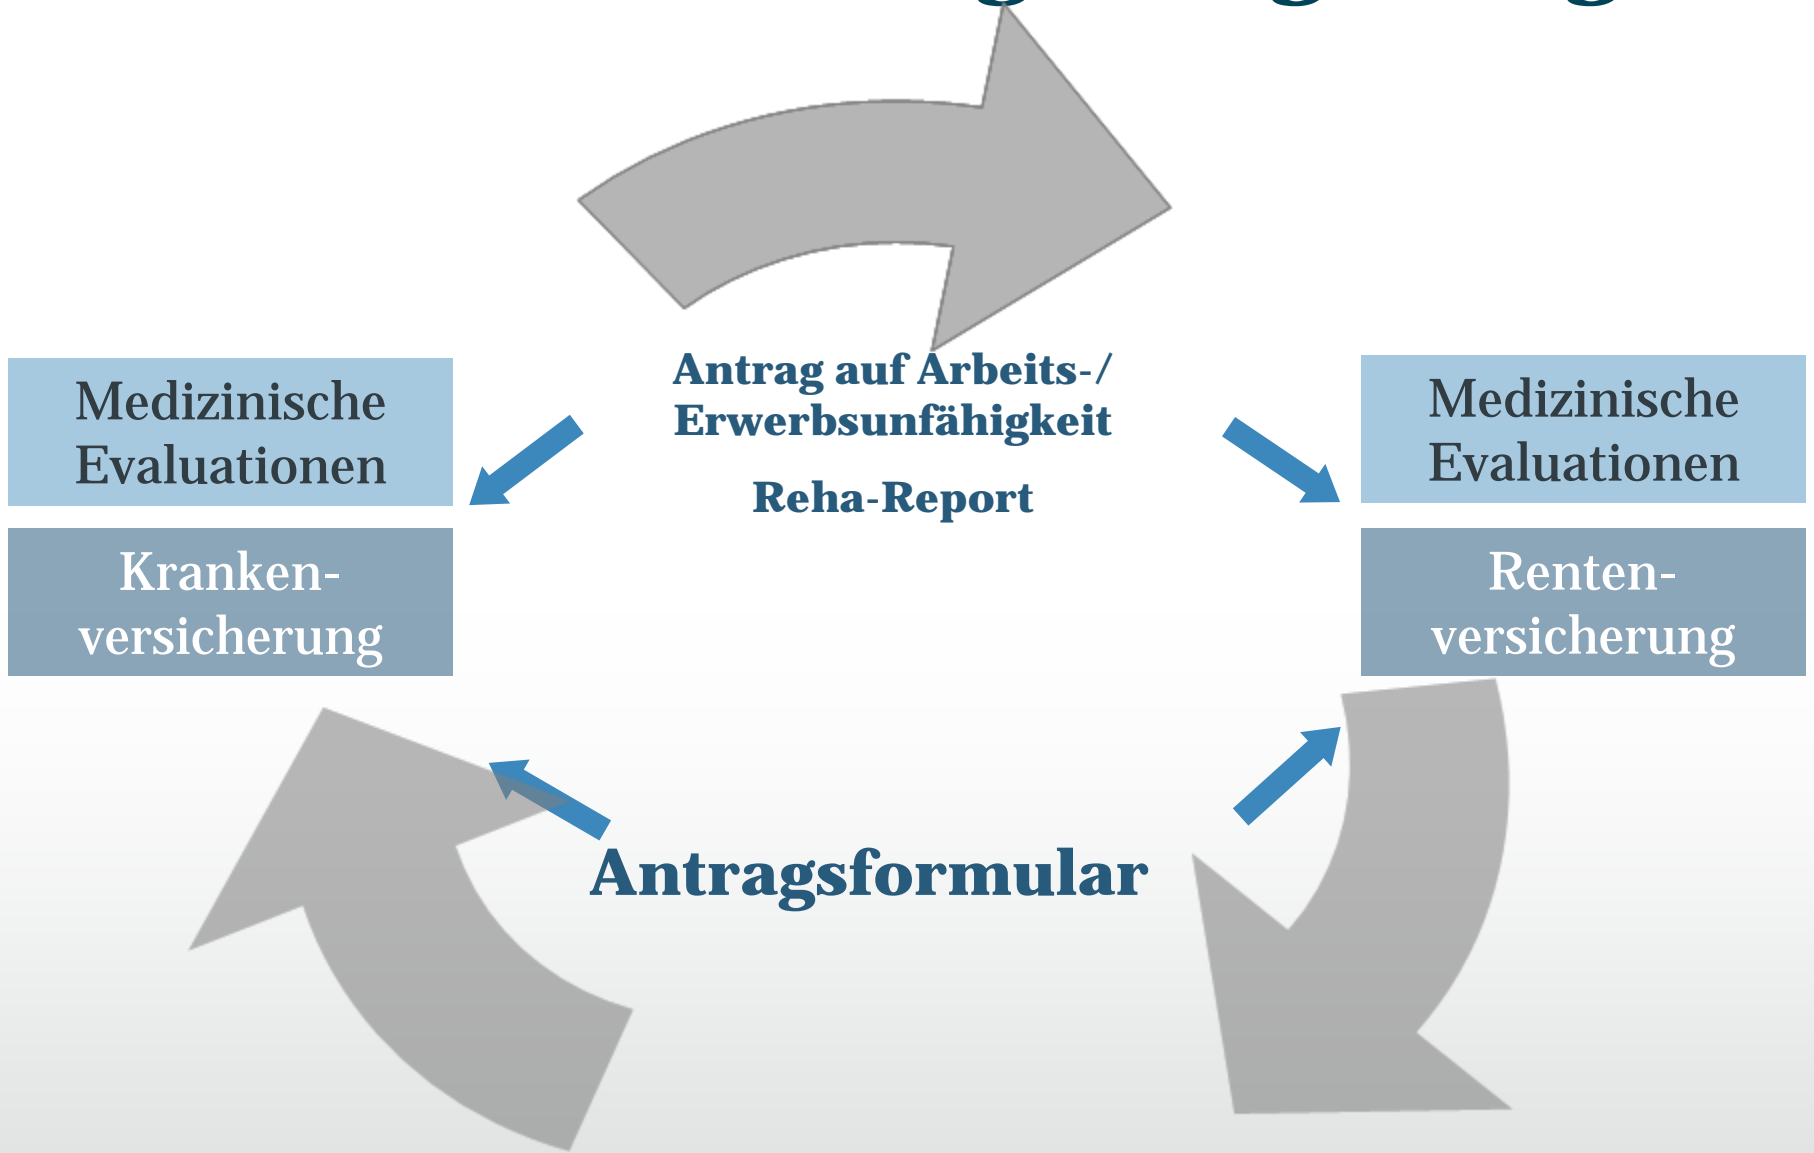 Medizinische
Evaluationen
Kranken-
versicherung
Antrag auf Arbeits-/
Erwerbsunfähigkeit
Reha-Report
Medizinische
Evaluationen
Renten-
versicherung
Antragsformular